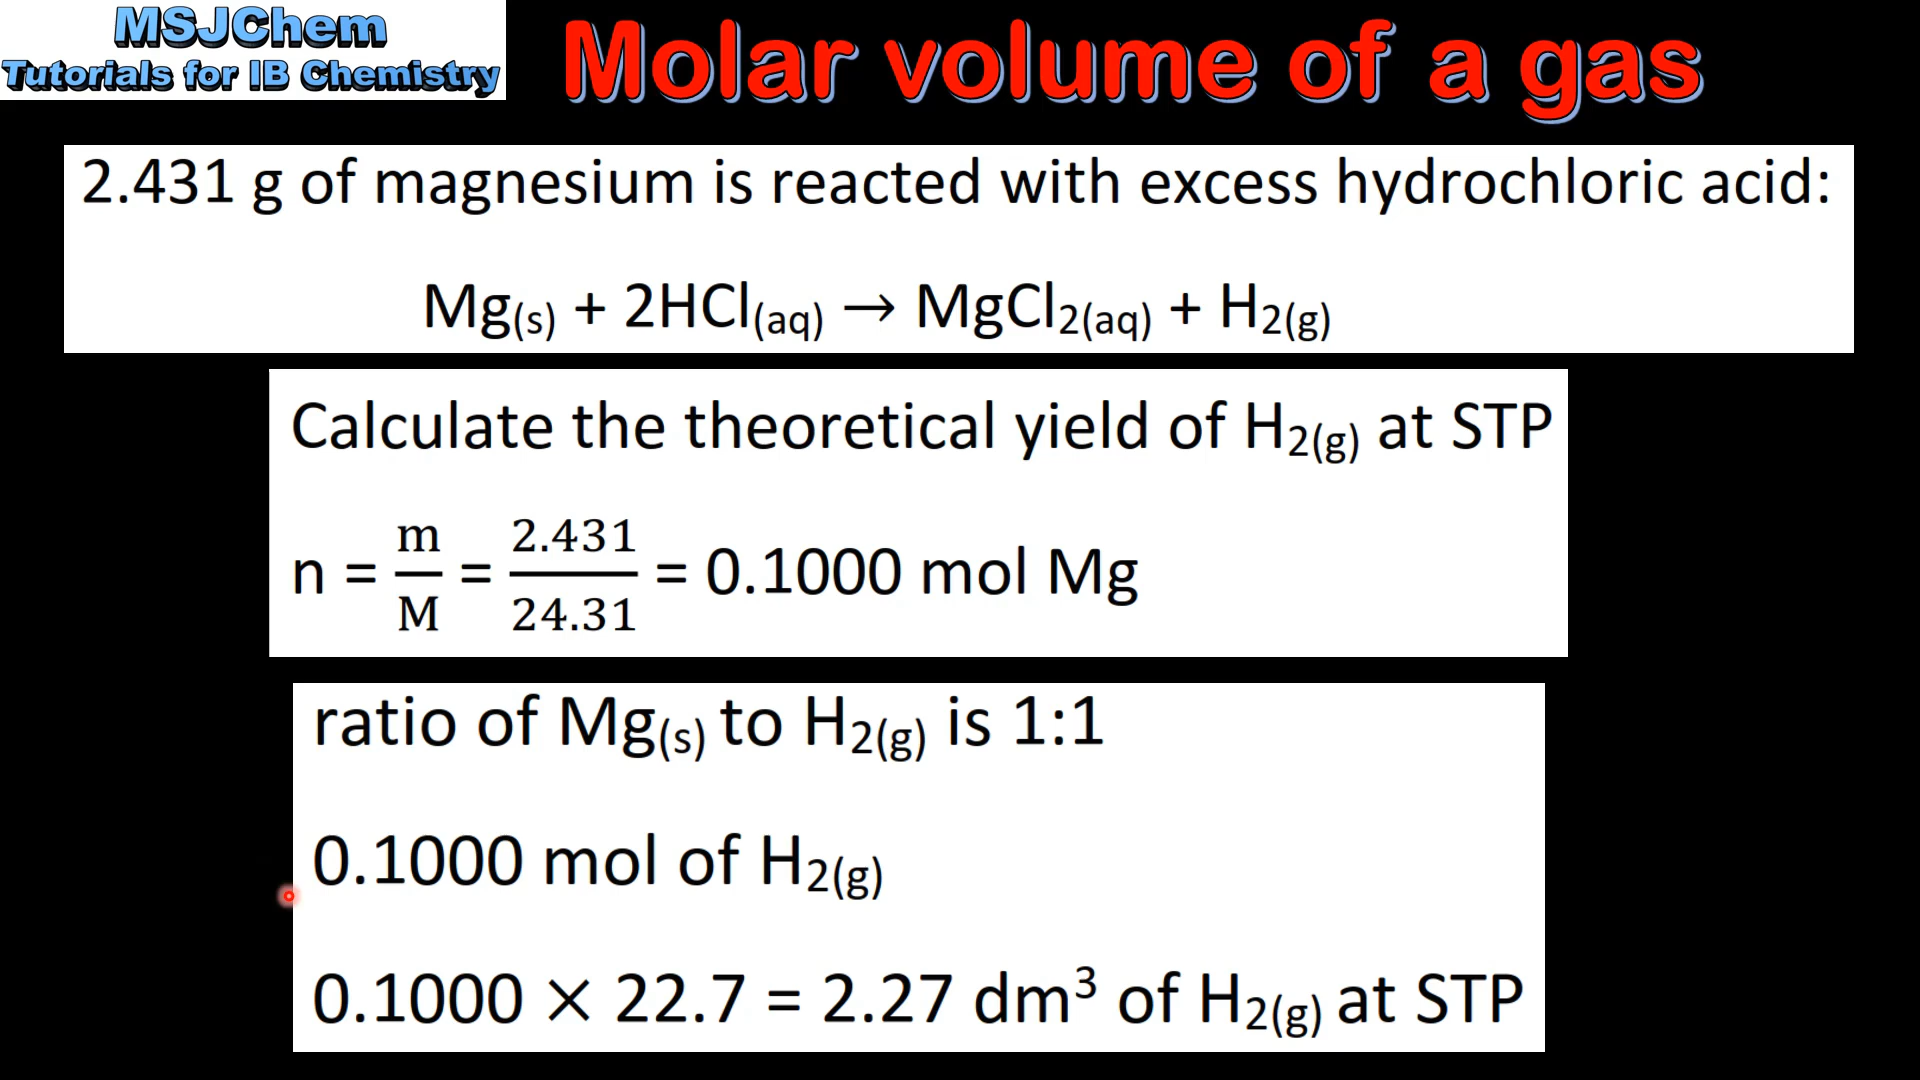 MSJChem
Tutorials for IB Chemistry
Molar volume of a gas
2.431 g of magnesium is reacted with excess hydrochloric acid:
Mg(s) + 2HCl(aq) → MgCl2(aq) + H2(g)
Calculate the theoretical yield of H2(g) at STP
n = m/M = 2.431/24.31 = 0.1000 mol Mg
ratio of Mg(s) to H2(g) is 1:1
0.1000 mol of H2(g)
0.1000 × 22.7 = 2.27 dm³ of H2(g) at STP